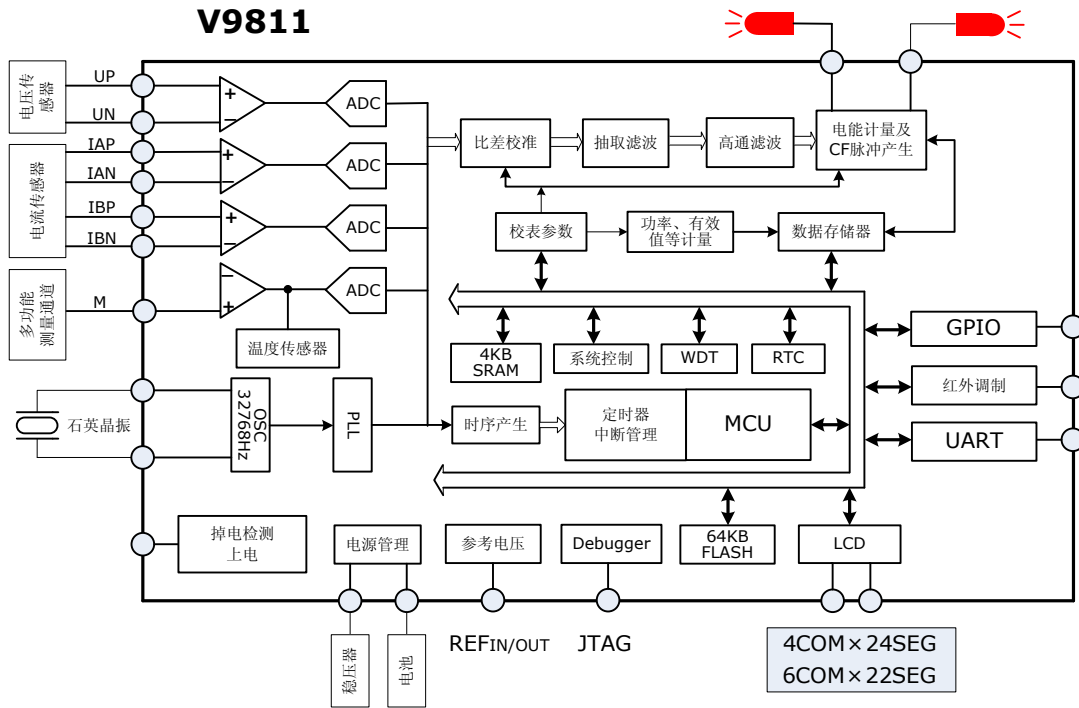 V9811
电压传
感器
UP
UN
ADC
电流传感器
IAP
IAN
ADC
IBP
IBN
ADC
多功能
测量通道
M
ADC
温度传感器
比差校准
抽取滤波
高通滤波
电能计量及
CF脉冲产生
校表参数
功率、有效
值等计量
数据存储器
4KB
SRAM
系统控制
WDT
RTC
GPIO
红外调制
UART
石英晶振
OSC
32768Hz
PLL
时序产生
定时器
中断管理
MCU
掉电检测
上电
电源管理
参考电压
Debugger
64KB
FLASH
LCD
稳压器
电池
REFIN/OUT
JTAG
4COM×24SEG
6COM×22SEG